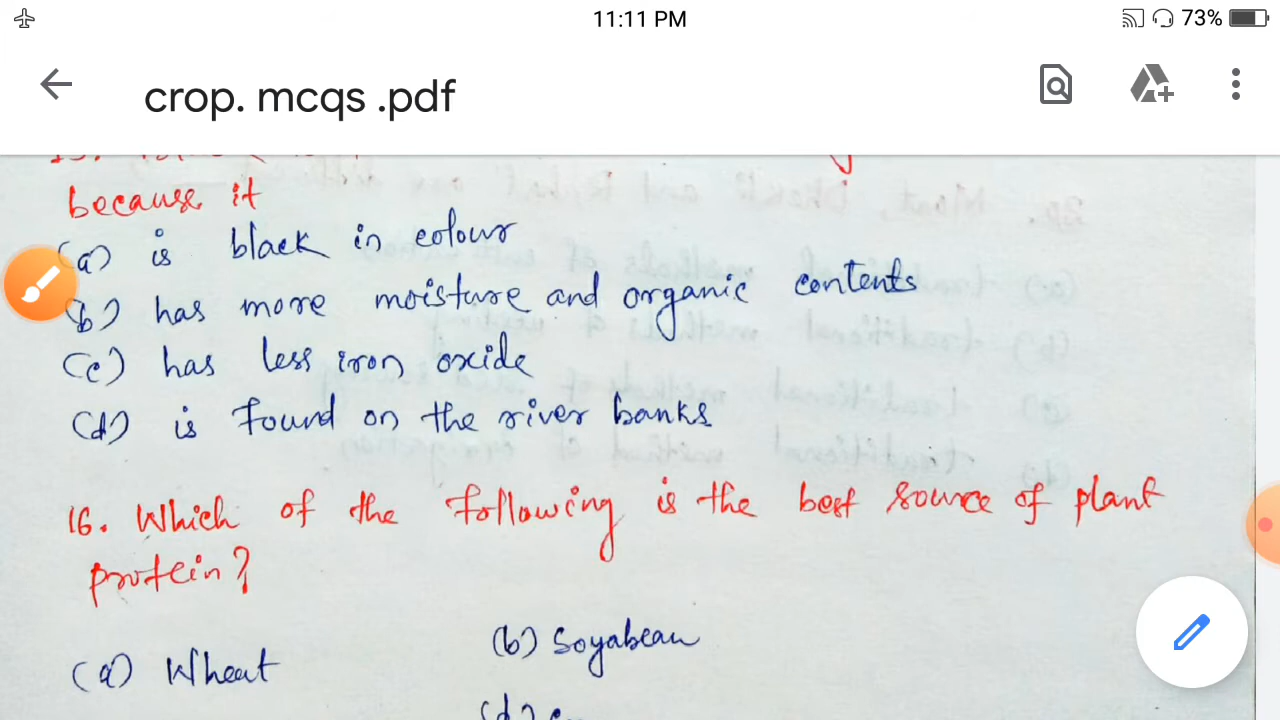 11:11 PM
73%
crop. mcqs .pdf
because it
(a) is black in colour
(b) has more moisture and organic contents
(c) has less iron oxide
(d) is found on the river banks
16. Which of the following is the best source of plant
protein?
(a) Wheat (b) Soyabean
(d)